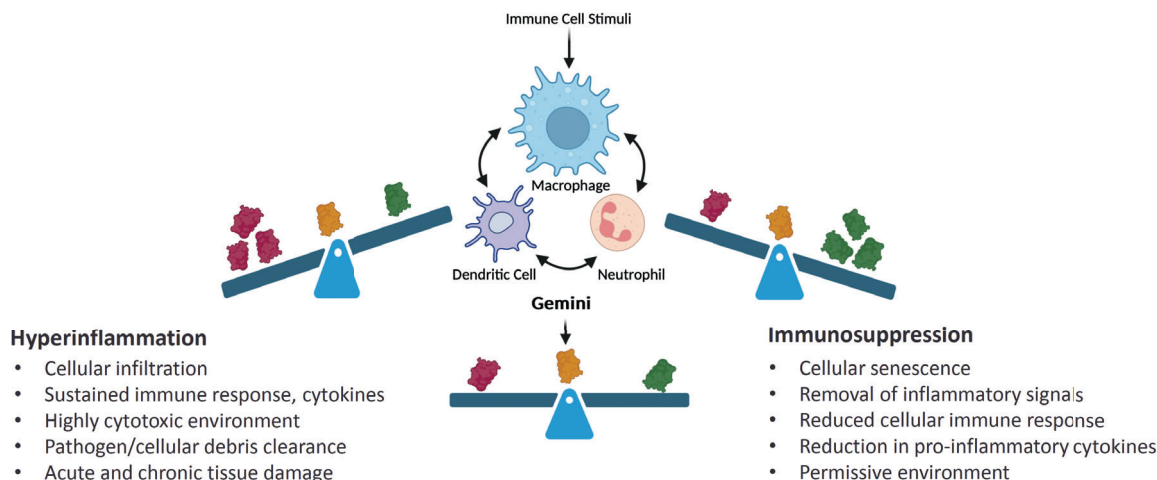 Immune Cell Stimuli
Macrophage
Dendritic Cell
Neutrophil
Gemini
Hyperinflammation
• Cellular infiltration
• Sustained immune response, cytokines
• Highly cytotoxic environment
• Pathogen/cellular debris clearance
• Acute and chronic tissue damage
Immunosuppression
• Cellular senescence
• Removal of inflammatory signals
• Reduced cellular immune response
• Reduction in pro-inflammatory cytokines
• Permissive environment